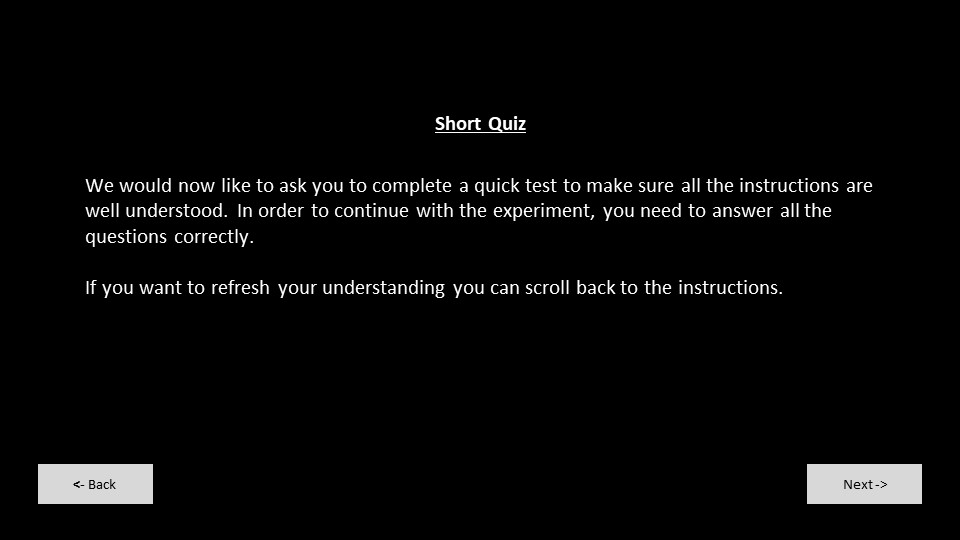 Short Quiz
We would now like to ask you to complete a quick test to make sure all the instructions are
well understood. In order to continue with the experiment, you need to answer all the
questions correctly.
If you want to refresh your understanding you can scroll back to the instructions.
<- Back
Next ->